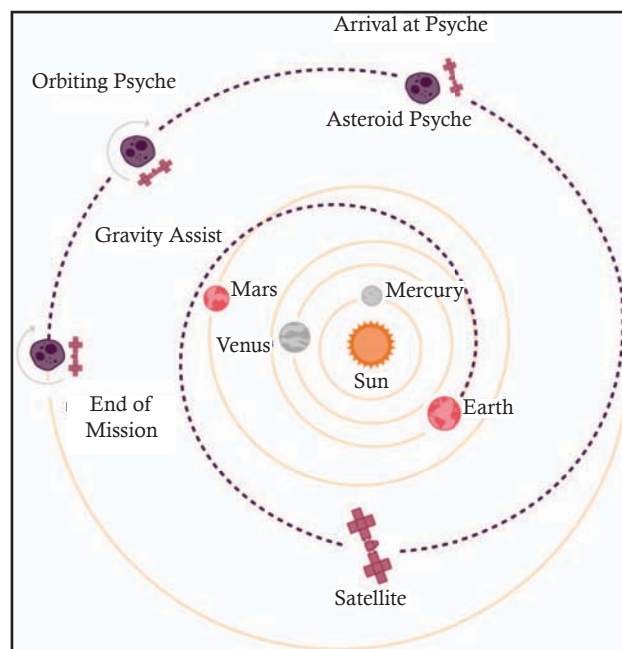 Arrival at Psyche
Orbiting Psyche
Asteroid Psyche
Gravity Assist
Mars
Mercury
Venus
Sun
End of
Mission
Earth
Satellite